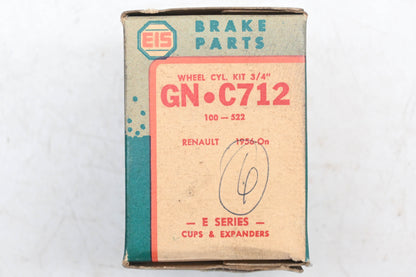 EIS
BRAKE
PARTS
WHEEL CYL. KIT 3/4"
GN•C712
100-522
RENAULT 1956-On
6
— E SERIES —
CUPS & EXPANDERS